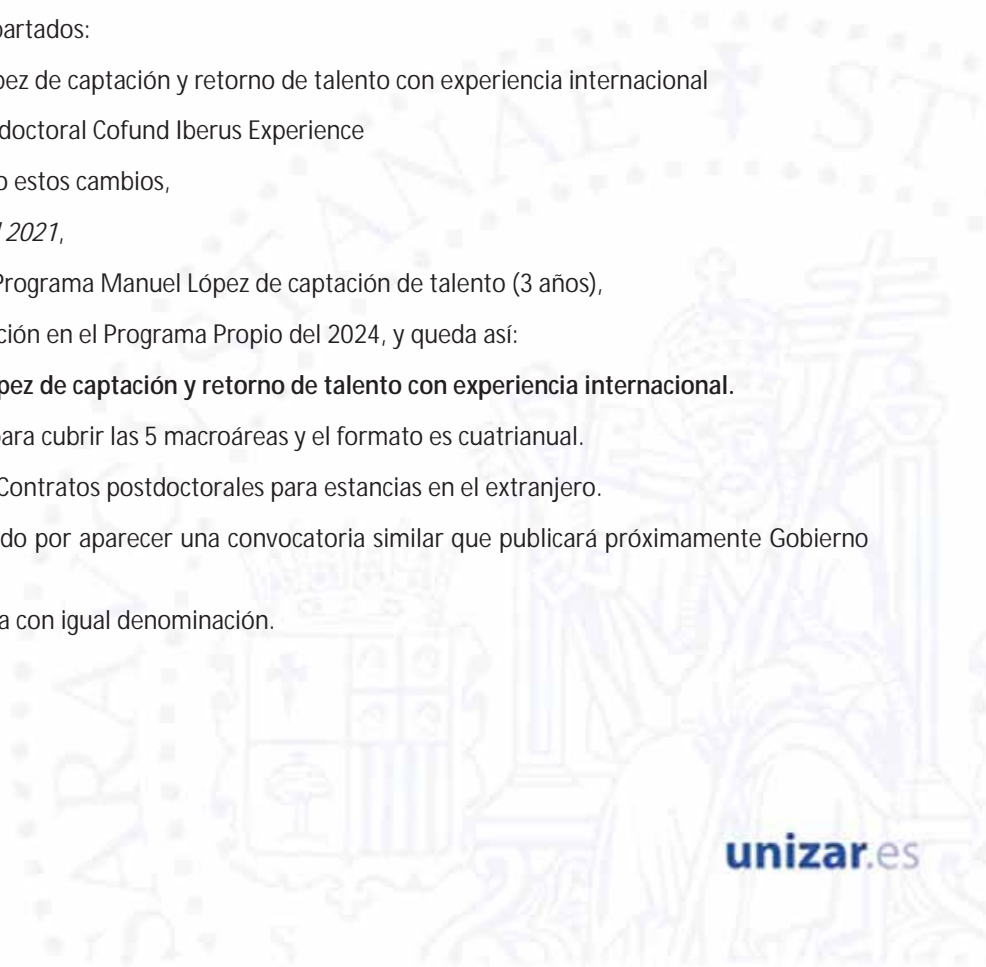 partados:
pez de captación y retorno de talento con experiencia internacional
doctoral Cofund Iberus Experience
o estos cambios,
2021,
Programa Manuel López de captación de talento (3 años),
ción en el Programa Propio del 2024, y queda así:
pez de captación y retorno de talento con experiencia internacional.
para cubrir las 5 macroáreas y el formato es cuatrianual.
Contratos postdoctorales para estancias en el extranjero.
do por aparecer una convocatoria similar que publicará próximamente Gobierno
a con igual denominación.
unizar.es